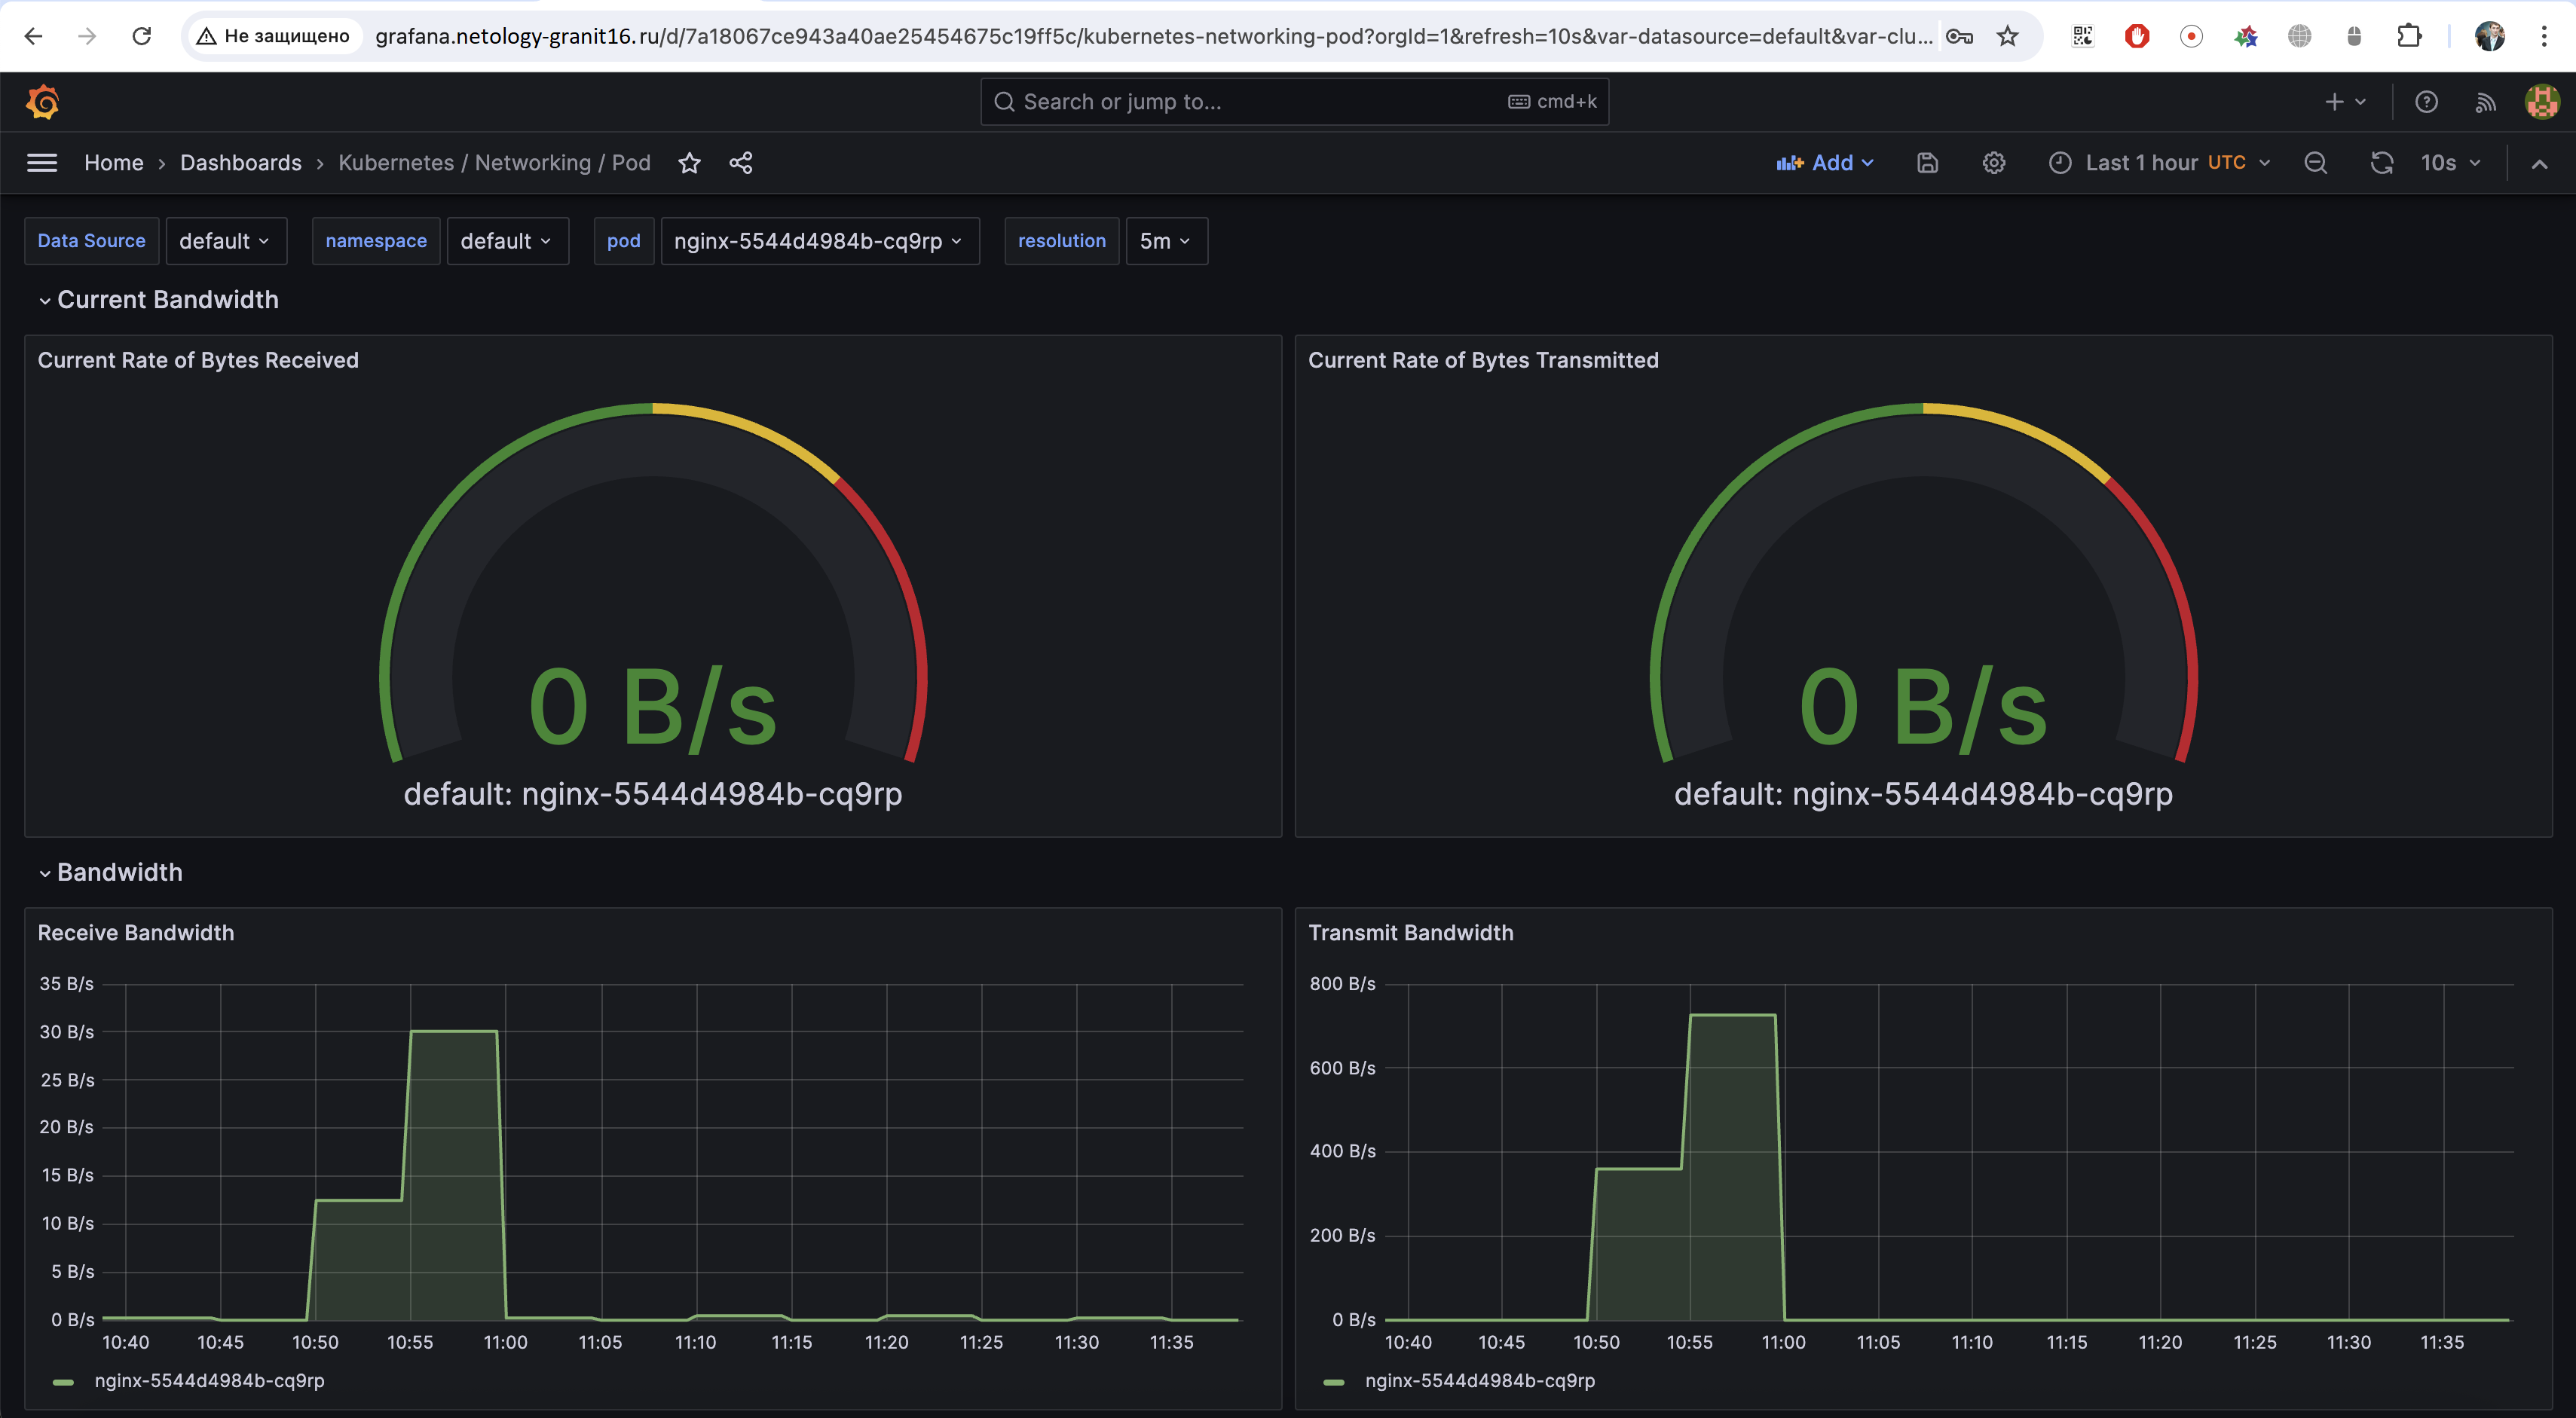 Не защищено grafana.netology-granit16.ru/d/7a18067ce943a40ae25454675c19ff5c/kubernetes-networking-pod?orgId=1&refresh=10s&var-datasource=default&var-clu...
Search or jump to... cmd+k
Home › Dashboards › Kubernetes / Networking / Pod Add Last 1 hour UTC 10s
Data Source default namespace default pod nginx-5544d4984b-cq9rp resolution 5m
Current Bandwidth
Current Rate of Bytes Received
0 B/s
default: nginx-5544d4984b-cq9rp
Current Rate of Bytes Transmitted
0 B/s
default: nginx-5544d4984b-cq9rp
Bandwidth
Receive Bandwidth
35 B/s
30 B/s
25 B/s
20 B/s
15 B/s
10 B/s
5 B/s
0 B/s
10:40 10:45 10:50 10:55 11:00 11:05 11:10 11:15 11:20 11:25 11:30 11:35
nginx-5544d4984b-cq9rp
Transmit Bandwidth
800 B/s
600 B/s
400 B/s
200 B/s
0 B/s
10:40 10:45 10:50 10:55 11:00 11:05 11:10 11:15 11:20 11:25 11:30 11:35
nginx-5544d4984b-cq9rp